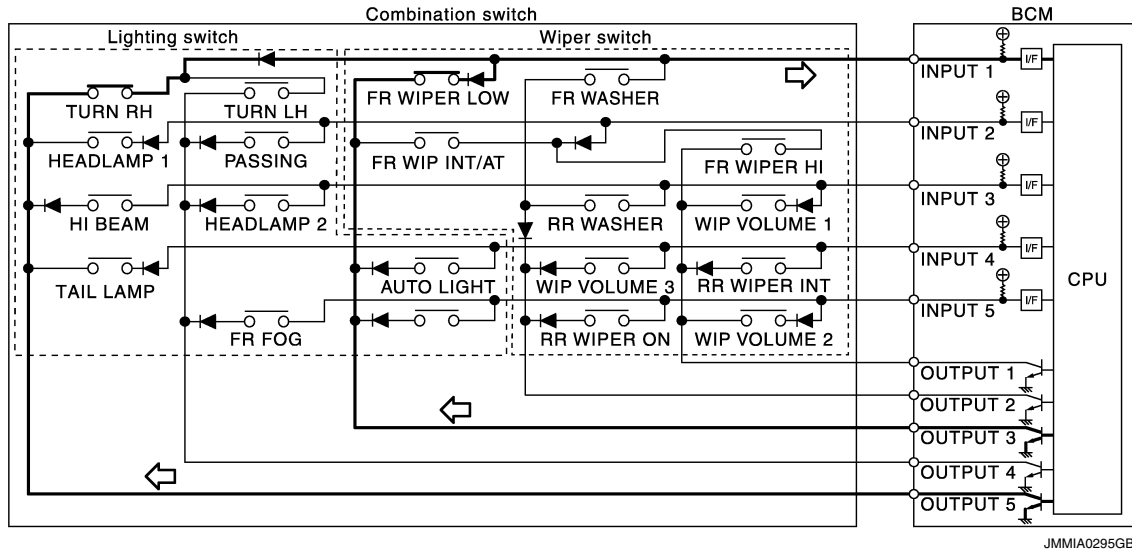 Combination switch
BCM
Lighting switch
Wiper switch
INPUT 1
I/F
TURN RH
TURN LH
FR WIPER LOW
FR WASHER
INPUT 2
I/F
HEADLAMP 1
PASSING
FR WIP INT/AT
FR WIPER HI
INPUT 3
I/F
HI BEAM
HEADLAMP 2
RR WASHER
WIP VOLUME 1
INPUT 4
I/F
CPU
TAIL LAMP
AUTO LIGHT
WIP VOLUME 3
RR WIPER INT
INPUT 5
I/F
FR FOG
RR WIPER ON
WIP VOLUME 2
OUTPUT 1
OUTPUT 2
OUTPUT 3
OUTPUT 4
OUTPUT 5
JMMIA0295GB